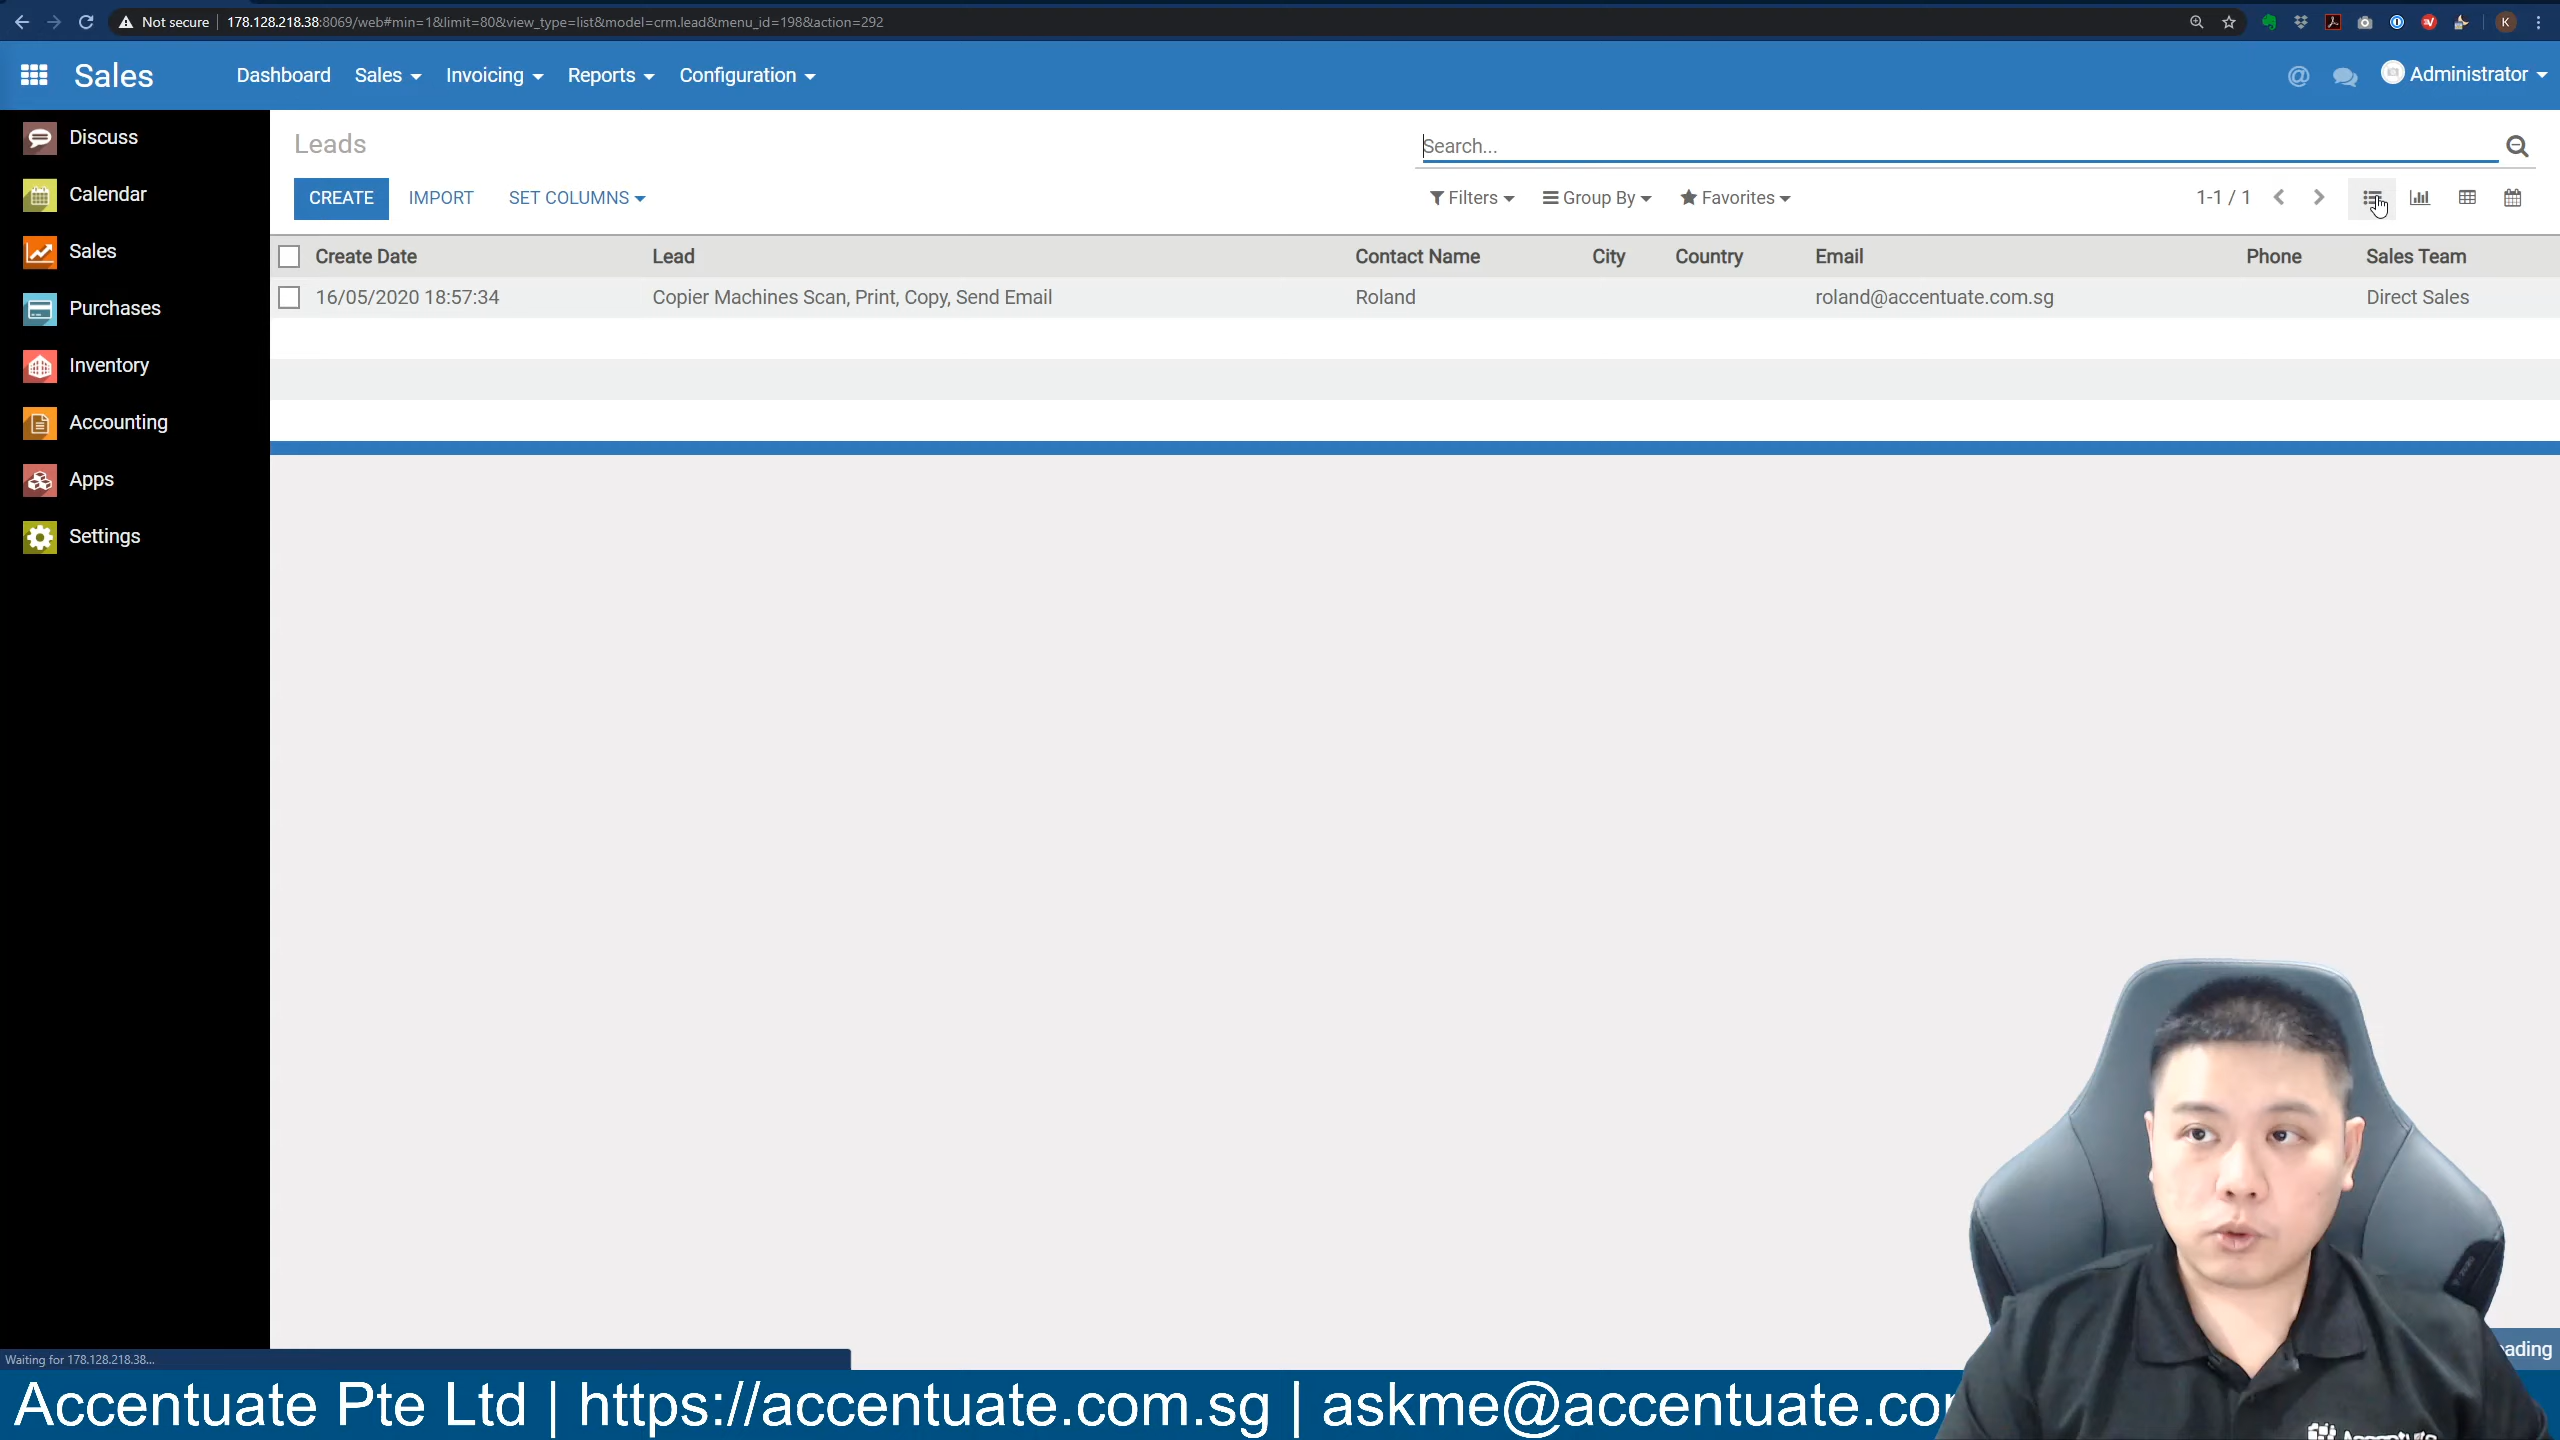 Not secure | 178.128.218.38:8069/web#min=1&limit=80&view_type=list&model=crm.lead&menu_id=198&action=292
K
Sales Dashboard Sales Invoicing Reports Configuration @ Administrator
Discuss
Calendar
Sales
Purchases
Inventory
Accounting
Apps
Settings
Leads Search...
CREATE IMPORT SET COLUMNS Filters Group By Favorites 1-1 / 1
Create Date Lead Contact Name City Country Email Phone Sales Team
16/05/2020 18:57:34 Copier Machines Scan, Print, Copy, Send Email Roland roland@accentuate.com.sg Direct Sales
Waiting for 178.128.218.38...
ading
Accentuate Pte Ltd | https://accentuate.com.sg | askme@accentuate.co